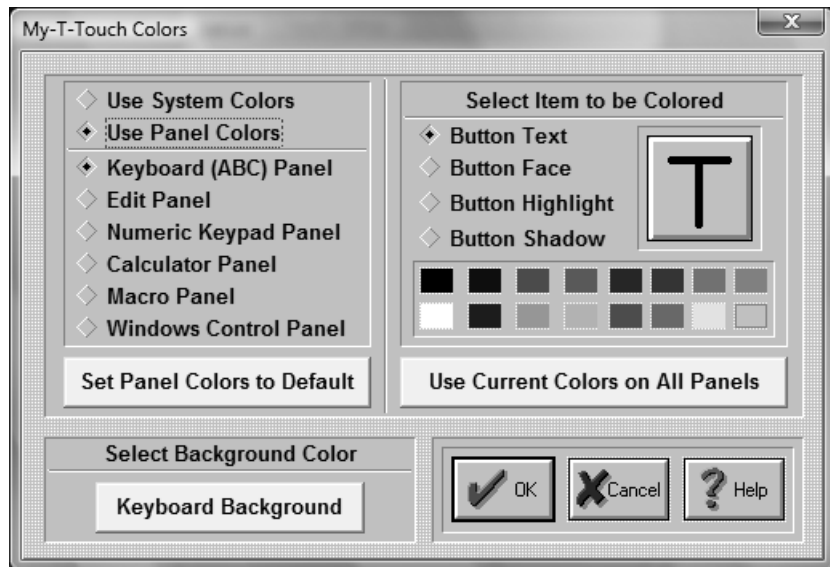 My-T-Touch Colors
X
Use System Colors
Use Panel Colors
Keyboard (ABC) Panel
Edit Panel
Numeric Keypad Panel
Calculator Panel
Macro Panel
Windows Control Panel
Set Panel Colors to Default
Select Item to be Colored
Button Text
Button Face
Button Highlight
Button Shadow
T
Use Current Colors on All Panels
Select Background Color
Keyboard Background
OK
Cancel
Help